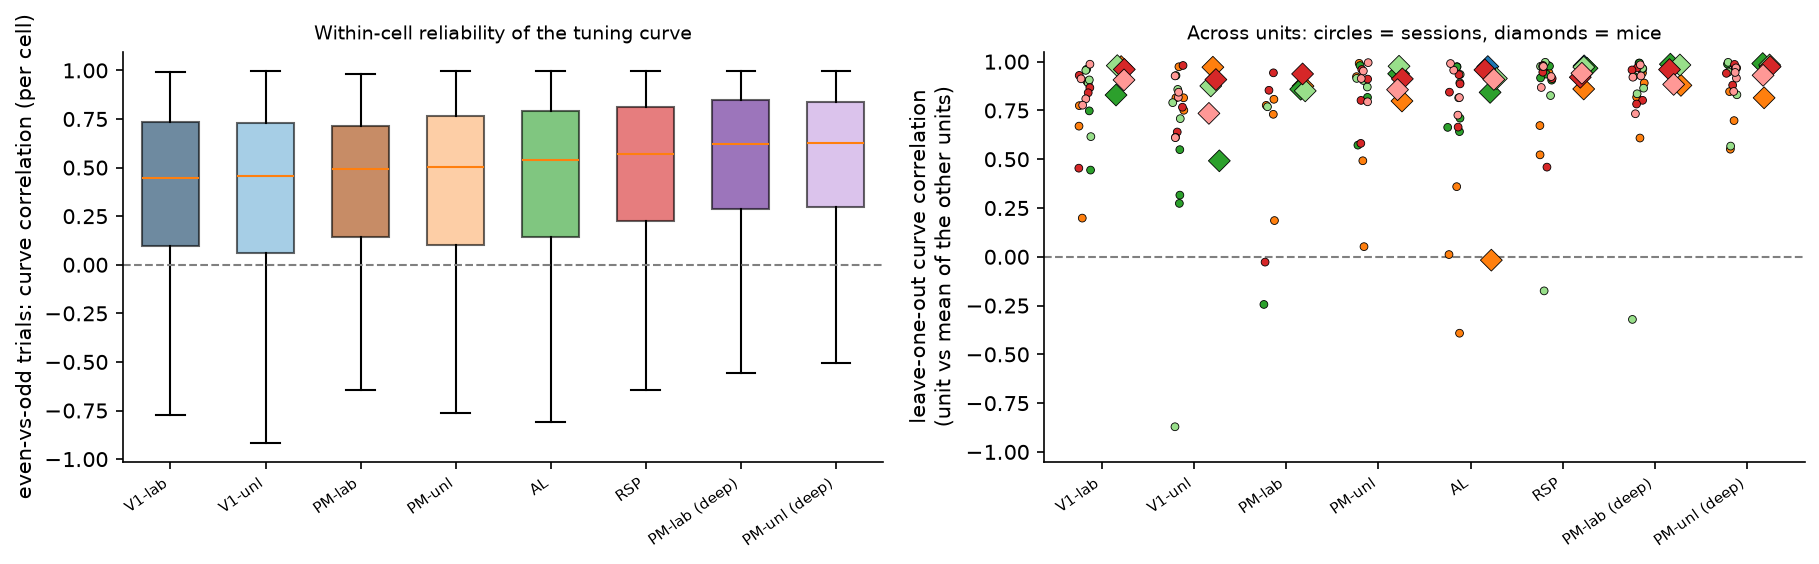 Within-cell reliability of the tuning curve
even-vs-odd trials: curve correlation (per cell)
1.00
0.75
0.50
0.25
0.00
−0.25
−0.50
−0.75
−1.00
V1-lab
V1-unl
PM-lab
PM-unl
AL
RSP
PM-lab (deep)
PM-unl (deep)
Across units: circles = sessions, diamonds = mice
leave-one-out curve correlation
(unit vs mean of the other units)
1.00
0.75
0.50
0.25
0.00
−0.25
−0.50
−0.75
−1.00
V1-lab
V1-unl
PM-lab
PM-unl
AL
RSP
PM-lab (deep)
PM-unl (deep)